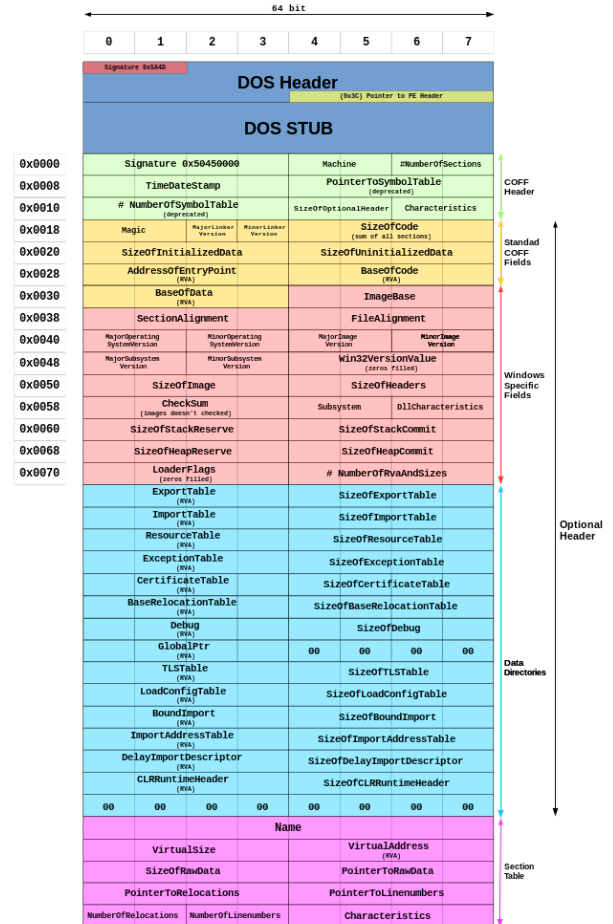 64 bit
0 1 2 3 4 5 6 7
Signature 0x5A4D
DOS Header
(0x3C) Pointer to PE Header
DOS STUB
0x0000 Signature 0x50450000 Machine #NumberOfSections
0x0008 TimeDateStamp PointerToSymbolTable
(deprecated)
COFF
Header
0x0010 # NumberOfSymbolTable
(deprecated)
SizeOfOptionalHeader Characteristics
0x0018 Magic MajorLinker
Version
MinorLinker
Version
SizeOfCode
(sum of all sections)
Standad
COFF
Fields
0x0020 SizeOfInitializedData SizeOfUninitializedData
0x0028 AddressOfEntryPoint
(RVA)
BaseOfCode
(RVA)
0x0030 BaseOfData
(RVA)
ImageBase
0x0038 SectionAlignment FileAlignment
0x0040 MajorOperating
SystemVersion
MinorOperating
SystemVersion
MajorImage
Version
MinorImage
Version
0x0048 MajorSubsystem
Version
MinorSubsystem
Version
Win32VersionValue
(zeros filled)
0x0050 SizeOfImage SizeOfHeaders
Windows
Specific
Fields
0x0058 CheckSum
(images doesn't checked)
Subsystem DllCharacteristics
0x0060 SizeOfStackReserve SizeOfStackCommit
0x0068 SizeOfHeapReserve SizeOfHeapCommit
0x0070 LoaderFlags
(zeros filled)
# NumberOfRvaAndSizes
ExportTable
(RVA)
SizeOfExportTable
ImportTable
(RVA)
SizeOfImportTable
Optional
Header
ResourceTable
(RVA)
SizeOfResourceTable
ExceptionTable
(RVA)
SizeOfExceptionTable
CertificateTable
(RVA)
SizeOfCertificateTable
BaseRelocationTable
(RVA)
SizeOfBaseRelocationTable
Debug
(RVA)
SizeOfDebug
GlobalPtr
(RVA)
00 00 00 00
TLSTable
(RVA)
SizeOfTLSTable
Data
Directories
LoadConfigTable
(RVA)
SizeOfLoadConfigTable
BoundImport
(RVA)
SizeOfBoundImport
ImportAddressTable
(RVA)
SizeOfImportAddressTable
DelayImportDescriptor
(RVA)
SizeOfDelayImportDescriptor
CLRRuntimeHeader
(RVA)
SizeOfCLRRuntimeHeader
00 00 00 00 00 00 00 00
Name
VirtualSize VirtualAddress
(RVA)
SizeOfRawData PointerToRawData
Section
Table
PointerToRelocations PointerToLinenumbers
NumberOfRelocations NumberOfLinenumbers Characteristics